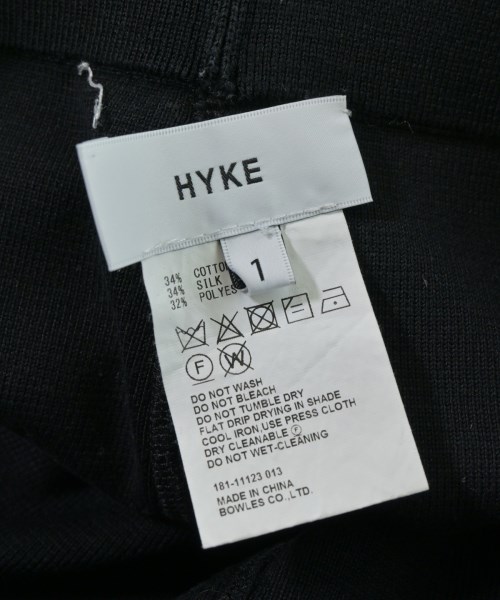 HYKE
1
34% COTTO
34% SILK
32% POLYES
F W
DO NOT WASH
DO NOT BLEACH
DO NOT TUMBLE DRY
FLAT DRIP DRYING IN SHADE
COOL IRON,USE PRESS CLOTH
DRY CLEANABLE Ⓕ
DO NOT WET-CLEANING
181-11123 013
MADE IN CHINA
BOWLES CO.,LTD.